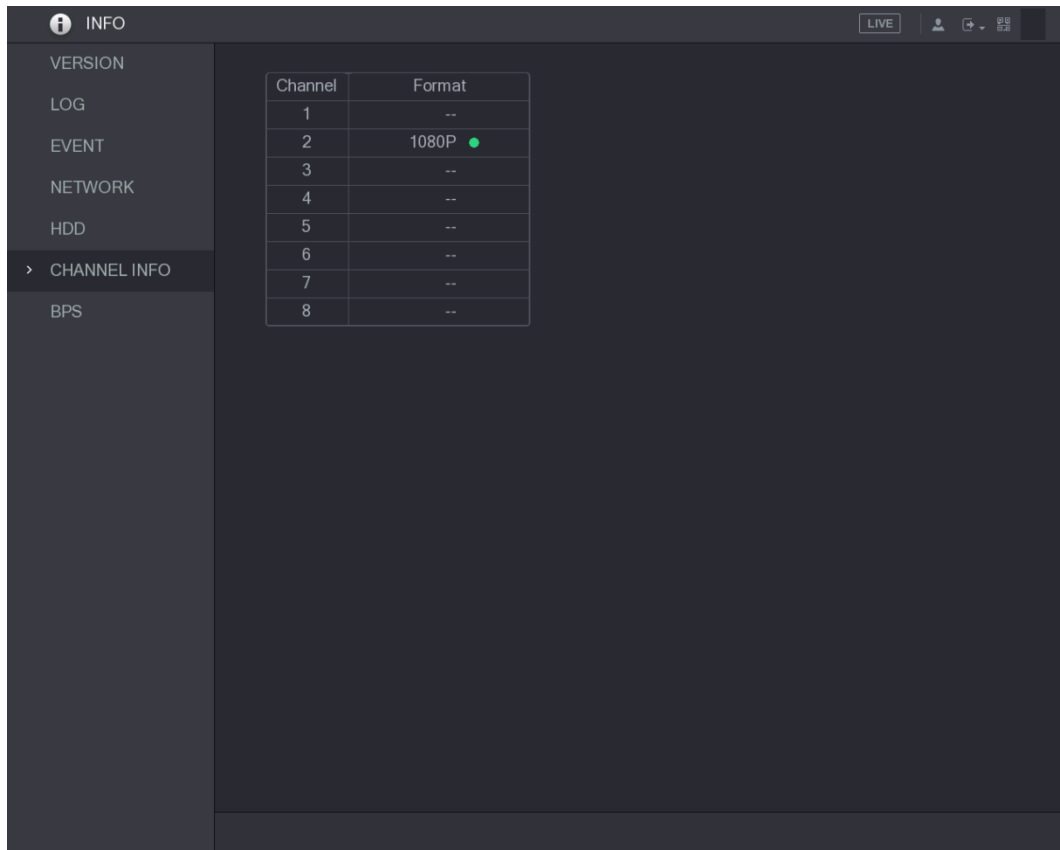 INFO
LIVE
VERSION
LOG
EVENT
NETWORK
HDD
CHANNEL INFO
BPS
Channel Format
1 --
2 1080P
3 --
4 --
5 --
6 --
7 --
8 --